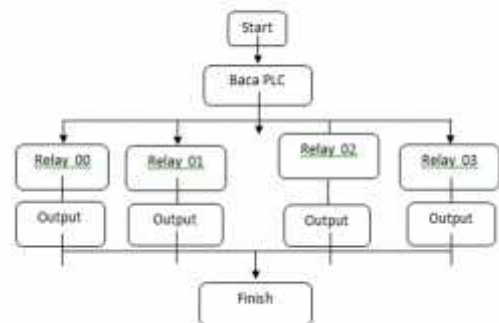 Start
Baca PLC
Relay 00
Relay 01
Relay 02
Relay 03
Output
Output
Output
Output
Finish